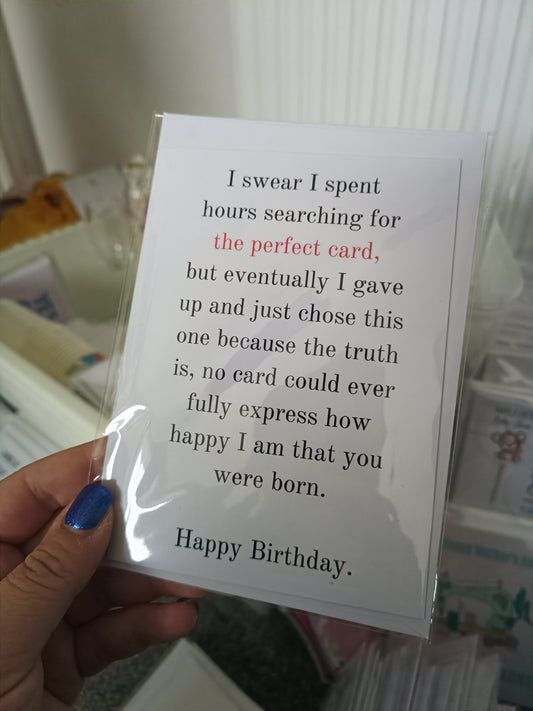 I swear I spent
hours searching for
the perfect card,
but eventually I gave
up and just chose this
one because the truth
is, no card could ever
fully express how
happy I am that you
were born.
Happy Birthday.